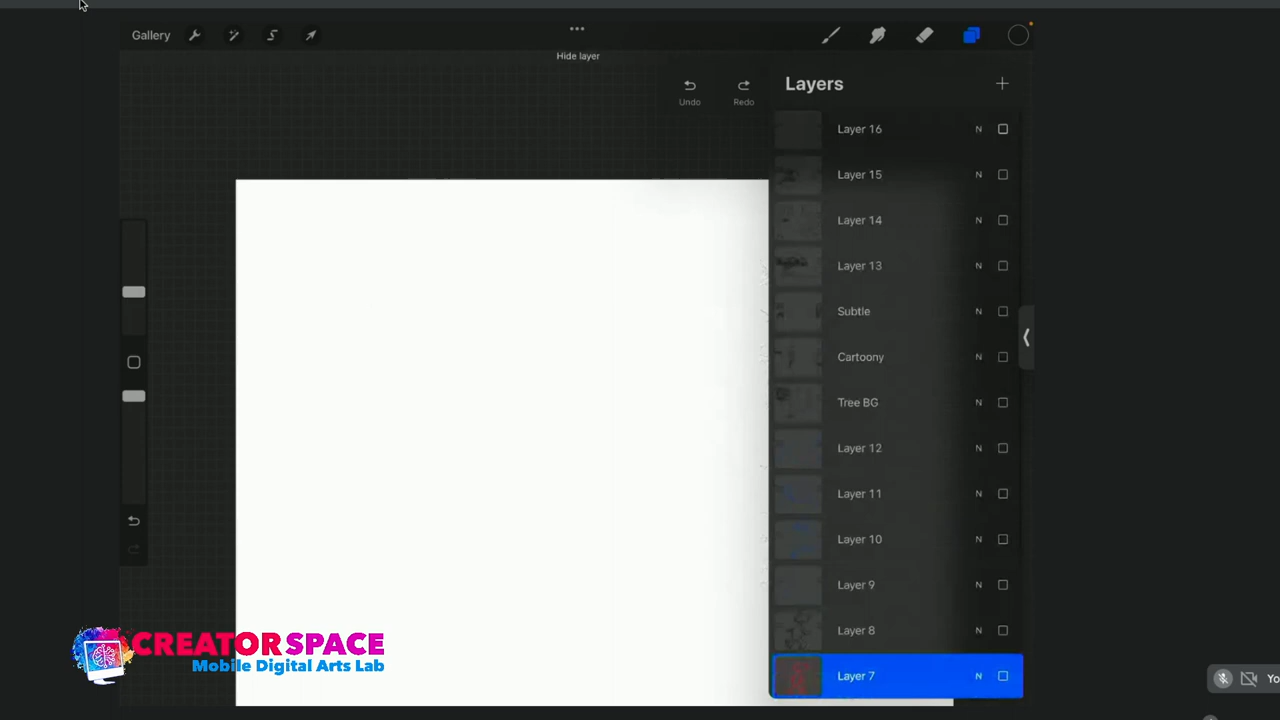 Gallery
Hide layer
Undo
Redo
Layers
Layer 16 N
Layer 15 N
Layer 14 N
Layer 13 N
Subtle N
Cartoony N
Tree BG N
Layer 12 N
Layer 11 N
Layer 10 N
Layer 9 N
Layer 8 N
Layer 7 N
CREATOR SPACE
Mobile Digital Arts Lab
Yo